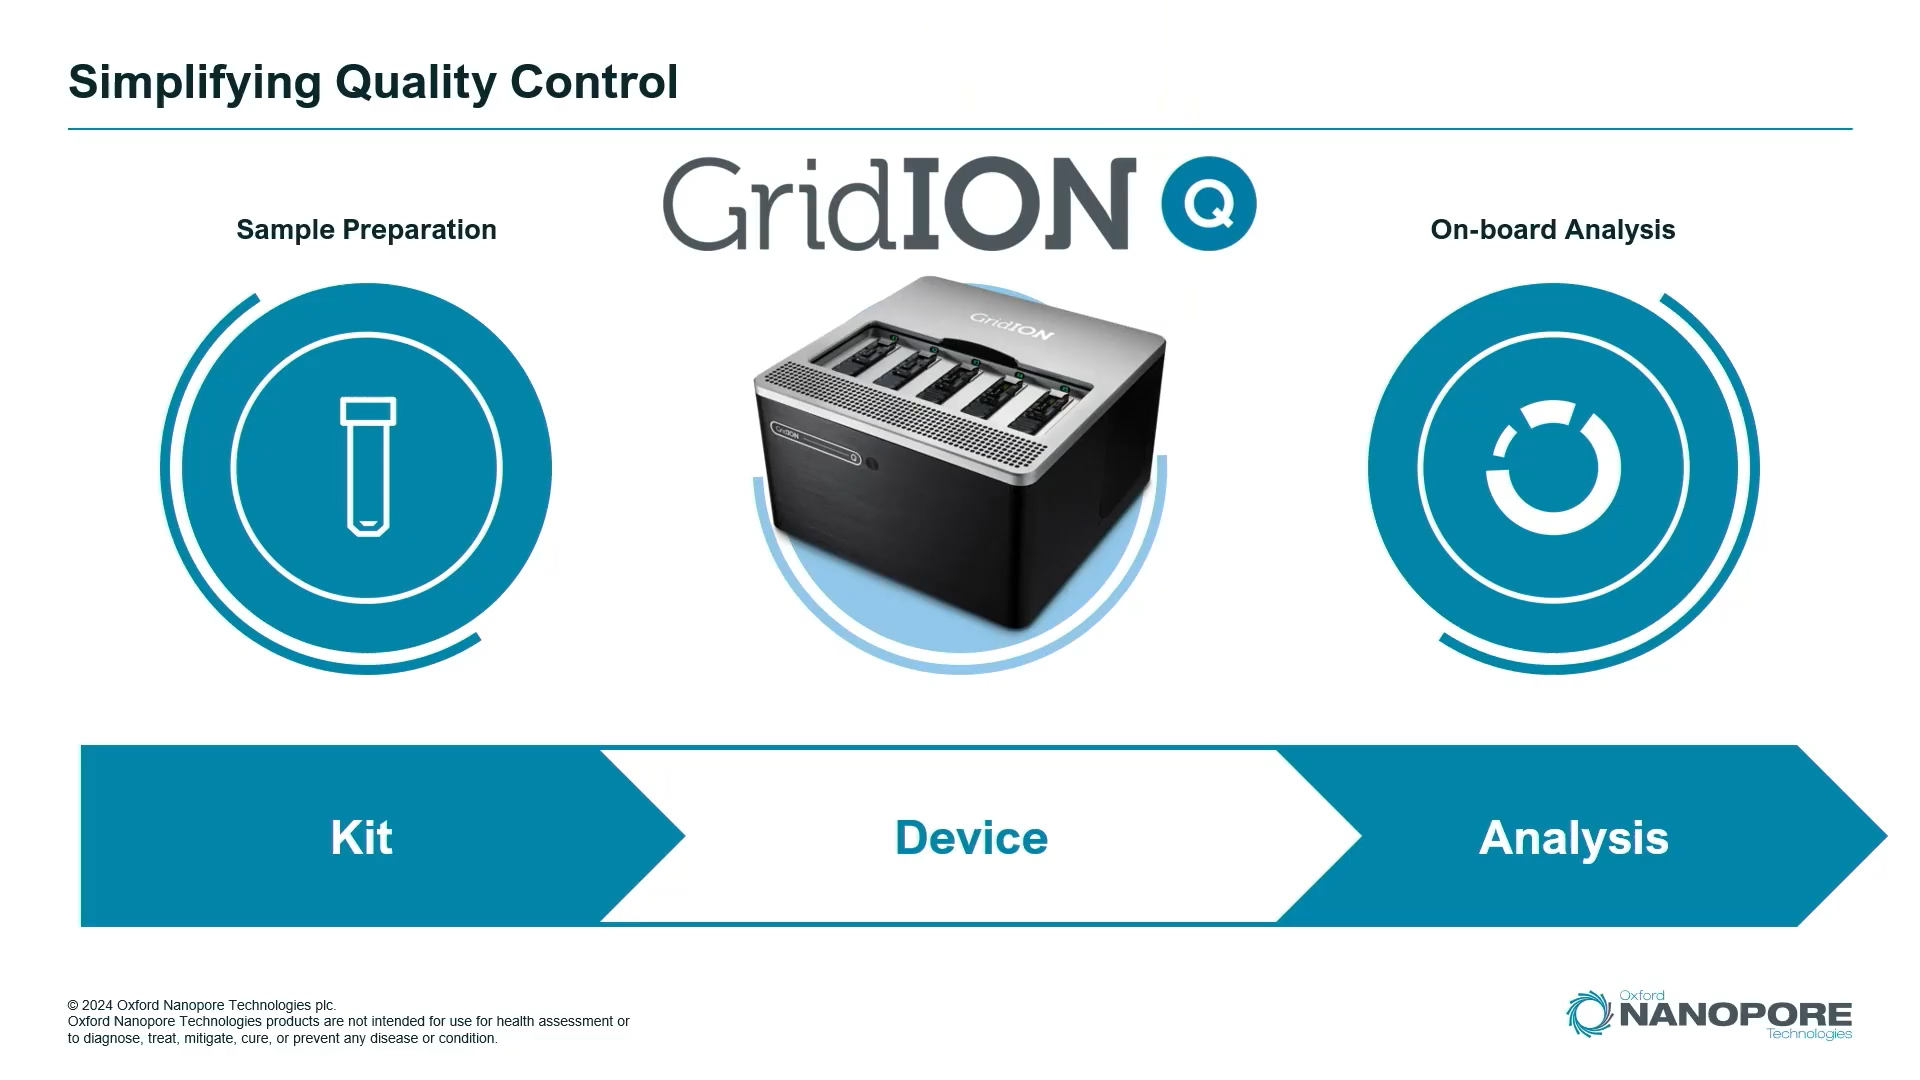 Simplifying Quality Control
GridION Q
Sample Preparation
On-board Analysis
GridION
GridION
Q
Kit
Device
Analysis
© 2024 Oxford Nanopore Technologies plc.
Oxford Nanopore Technologies products are not intended for use for health assessment or
to diagnose, treat, mitigate, cure, or prevent any disease or condition.
Oxford
NANOPORE
Technologies